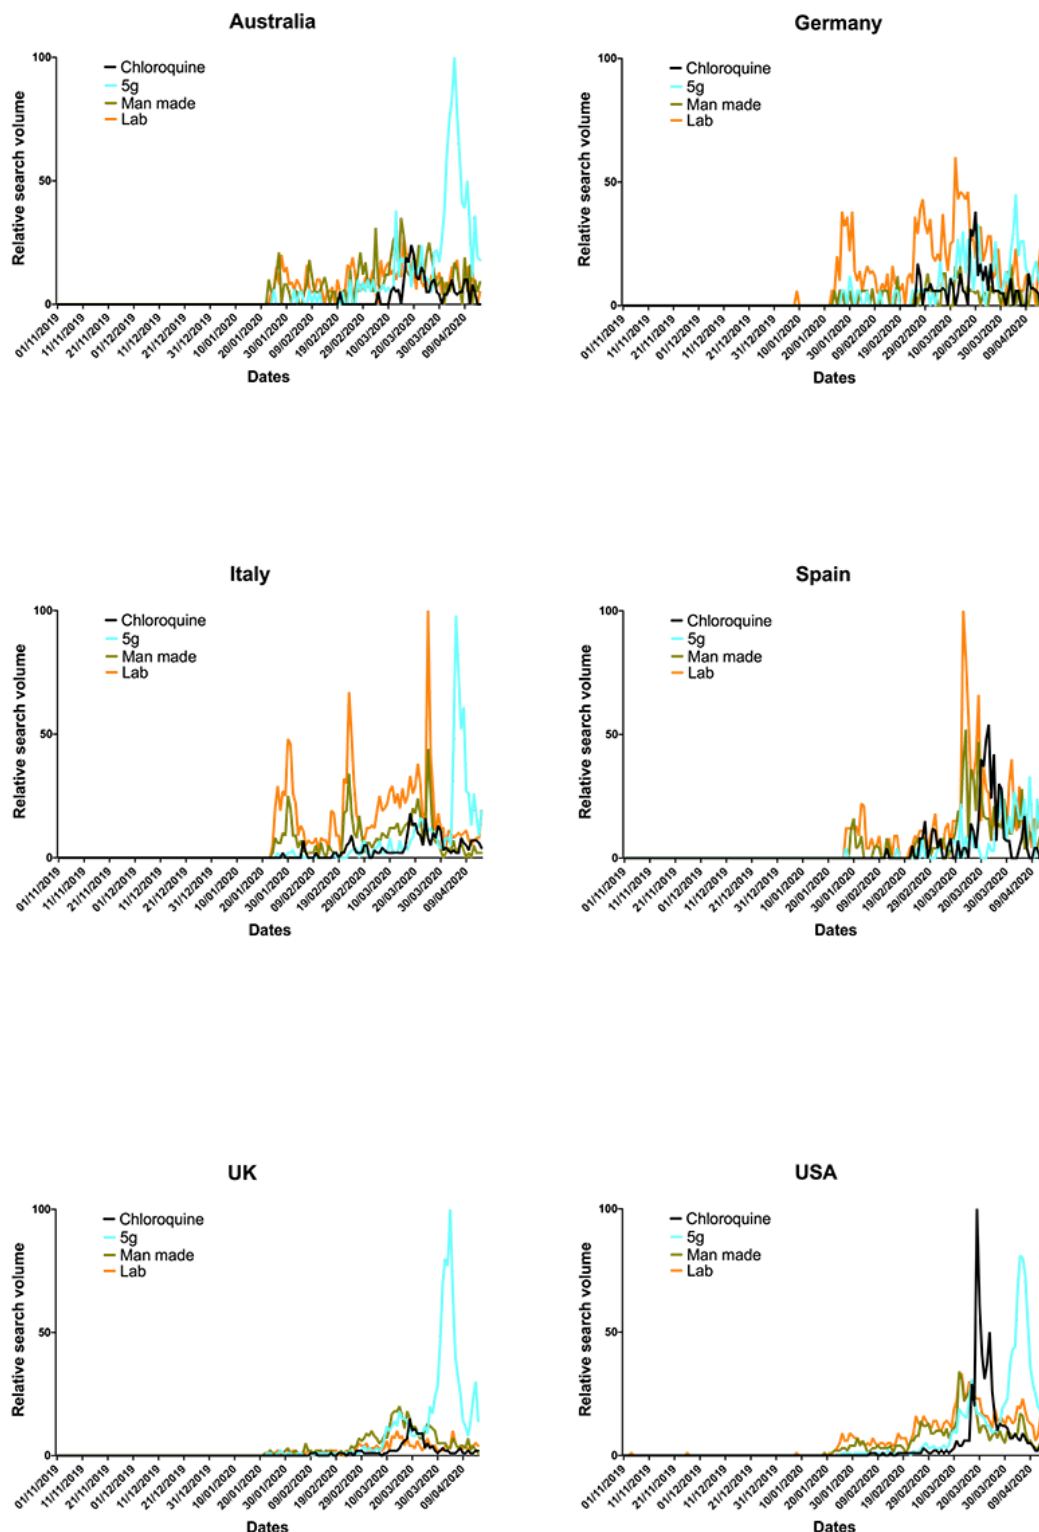 Australia
Relative search volume
100
50
0
Chloroquine
5g
Man made
Lab
01/11/2019
11/11/2019
21/11/2019
01/12/2019
11/12/2019
21/12/2019
31/12/2019
10/01/2020
20/01/2020
30/01/2020
09/02/2020
19/02/2020
29/02/2020
10/03/2020
20/03/2020
30/03/2020
09/04/2020
Dates
Germany
Relative search volume
100
50
0
Chloroquine
5g
Man made
Lab
01/11/2019
11/11/2019
21/11/2019
01/12/2019
11/12/2019
21/12/2019
31/12/2019
10/01/2020
20/01/2020
30/01/2020
09/02/2020
19/02/2020
29/02/2020
10/03/2020
20/03/2020
30/03/2020
09/04/2020
Dates
Italy
Relative search volume
100
50
0
Chloroquine
5g
Man made
Lab
01/11/2019
11/11/2019
21/11/2019
01/12/2019
11/12/2019
21/12/2019
31/12/2019
10/01/2020
20/01/2020
30/01/2020
09/02/2020
19/02/2020
29/02/2020
10/03/2020
20/03/2020
30/03/2020
09/04/2020
Dates
Spain
Relative search volume
100
50
0
Chloroquine
5g
Man made
Lab
01/11/2019
11/11/2019
21/11/2019
01/12/2019
11/12/2019
21/12/2019
31/12/2019
10/01/2020
20/01/2020
30/01/2020
09/02/2020
19/02/2020
29/02/2020
10/03/2020
20/03/2020
30/03/2020
09/04/2020
Dates
UK
Relative search volume
100
50
0
Chloroquine
5g
Man made
Lab
01/11/2019
11/11/2019
21/11/2019
01/12/2019
11/12/2019
21/12/2019
31/12/2019
10/01/2020
20/01/2020
30/01/2020
09/02/2020
19/02/2020
29/02/2020
10/03/2020
20/03/2020
30/03/2020
09/04/2020
Dates
USA
Relative search volume
100
50
0
Chloroquine
5g
Man made
Lab
01/11/2019
11/11/2019
21/11/2019
01/12/2019
11/12/2019
21/12/2019
31/12/2019
10/01/2020
20/01/2020
30/01/2020
09/02/2020
19/02/2020
29/02/2020
10/03/2020
20/03/2020
30/03/2020
09/04/2020
Dates